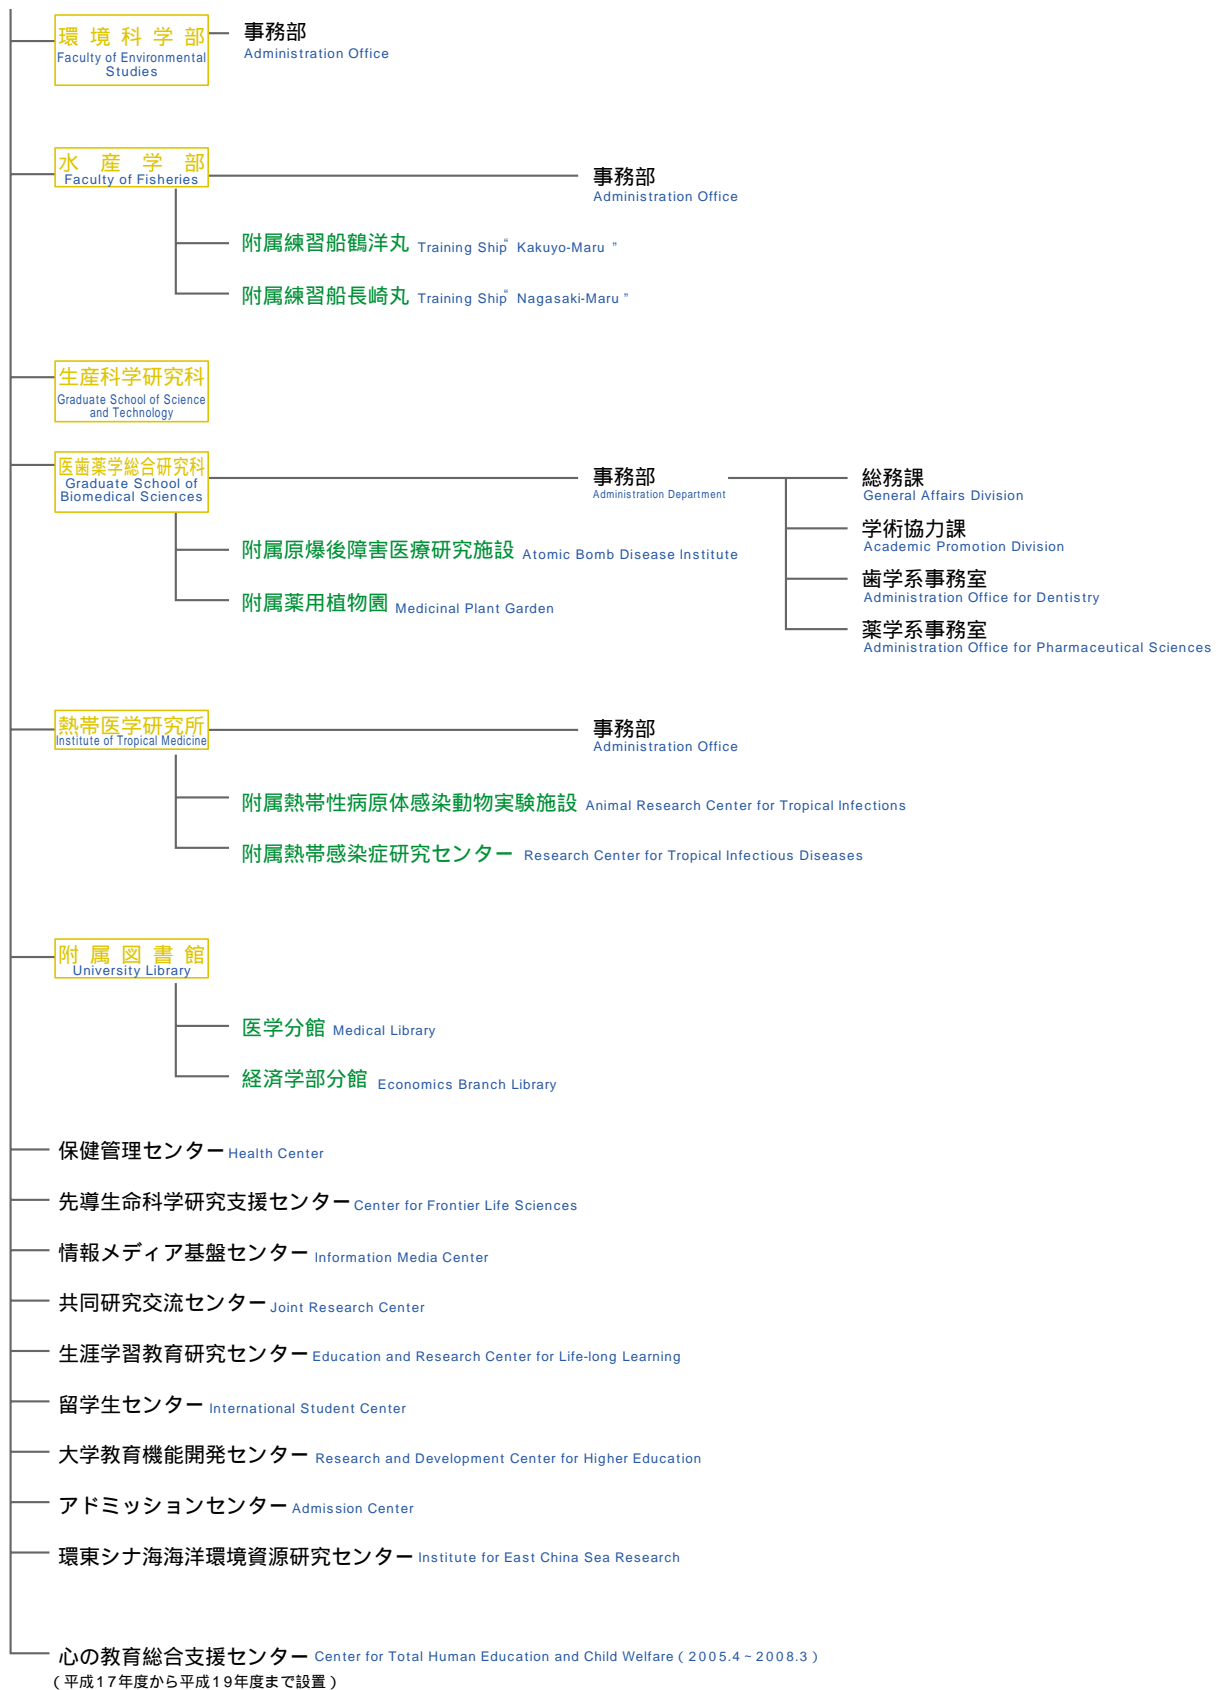 環境科学部
Faculty of Environmental
Studies
事務部
Administration Office
水産学部
Faculty of Fisheries
事務部
Administration Office
附属練習船鶴洋丸 Training Ship“ Kakuyo-Maru ”
附属練習船長崎丸 Training Ship“ Nagasaki-Maru ”
生産科学研究科
Graduate School of Science
and Technology
医歯薬学総合研究科
Graduate School of
Biomedical Sciences
事務部
Administration Department
総務課
General Affairs Division
学術協力課
Academic Promotion Division
歯学系事務室
Administration Office for Dentistry
薬学系事務室
Administration Office for Pharmaceutical Sciences
附属原爆後障害医療研究施設 Atomic Bomb Disease Institute
附属薬用植物園 Medicinal Plant Garden
熱帯医学研究所
Institute of Tropical Medicine
事務部
Administration Office
附属熱帯性病原体感染動物実験施設 Animal Research Center for Tropical Infections
附属熱帯感染症研究センター Research Center for Tropical Infectious Diseases
附属図書館
University Library
医学分館 Medical Library
経済学部分館 Economics Branch Library
保健管理センター Health Center
先導生命科学研究支援センター Center for Frontier Life Sciences
情報メディア基盤センター Information Media Center
共同研究交流センター Joint Research Center
生涯学習教育研究センター Education and Research Center for Life-long Learning
留学生センター International Student Center
大学教育機能開発センター Research and Development Center for Higher Education
アドミッションセンター Admission Center
環東シナ海海洋環境資源研究センター Institute for East China Sea Research
心の教育総合支援センター Center for Total Human Education and Child Welfare ( 2005.4 ~ 2008.3 )
(平成17年度から平成19年度まで設置)